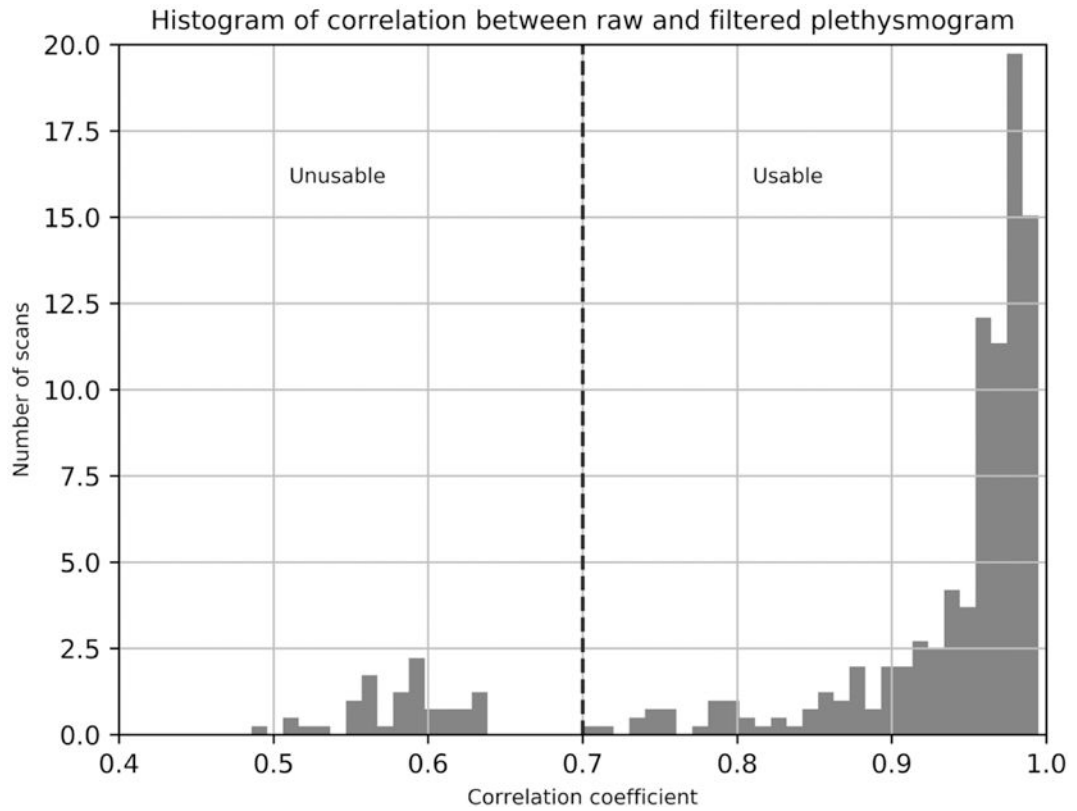 Histogram of correlation between raw and filtered plethysmogram
20.0
17.5
15.0
12.5
10.0
7.5
5.0
2.5
0.0
Number of scans
Unusable
Usable
0.4 0.5 0.6 0.7 0.8 0.9 1.0
Correlation coefficient